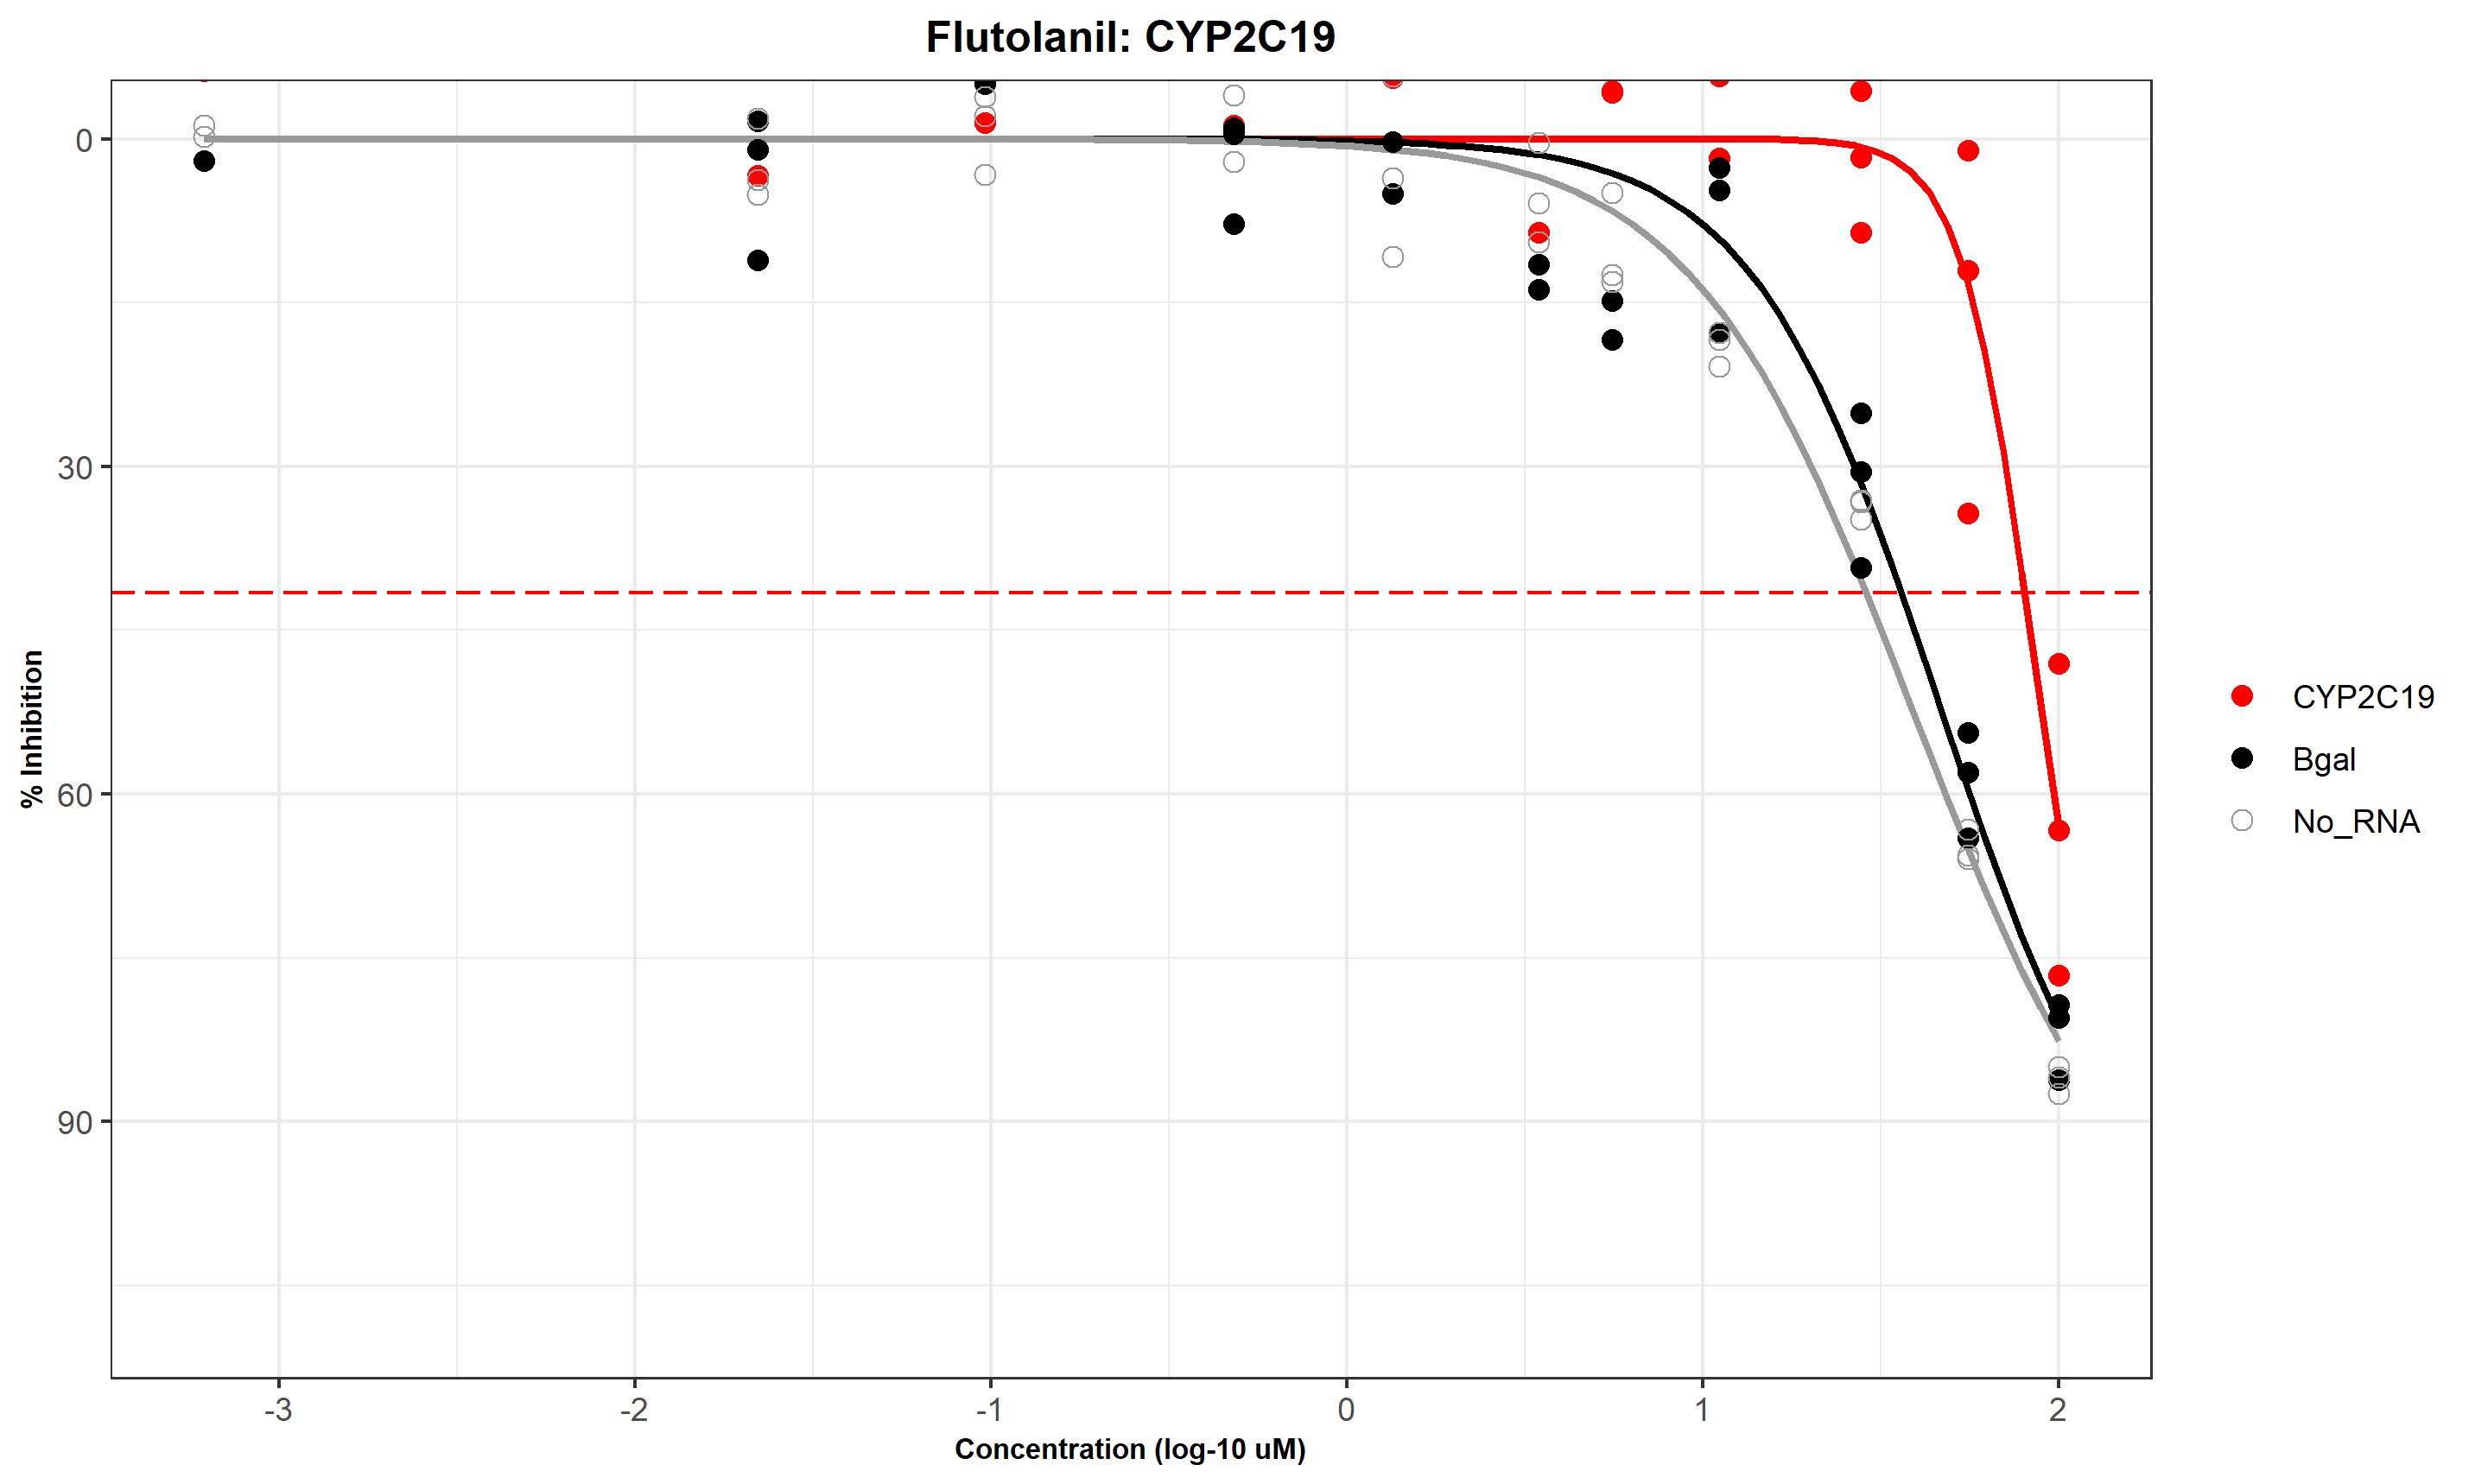 Flutolanil: CYP2C19
0
30
60
90
% Inhibition
-3
-2
-1
0
1
2
Concentration (log-10 uM)
CYP2C19
Bgal
No_RNA